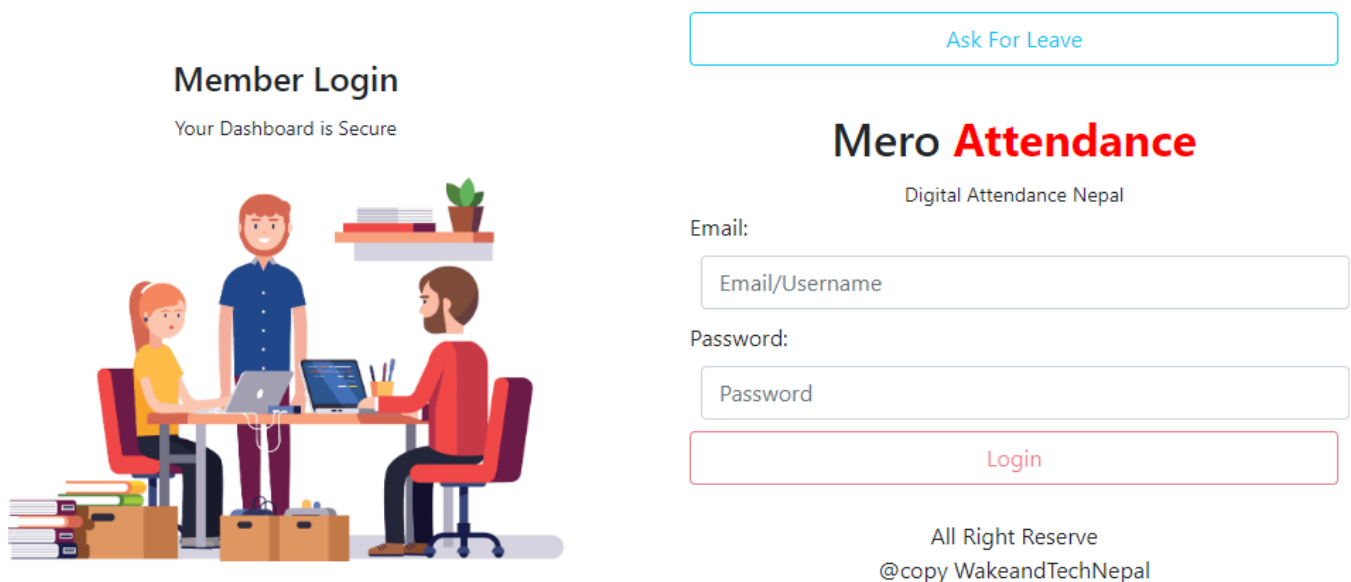 Member Login
Your Dashboard is Secure
Ask For Leave
Mero Attendance
Digital Attendance Nepal
Email:
Email/Username
Password:
Password
Login
All Right Reserve
@copy WakeandTechNepal